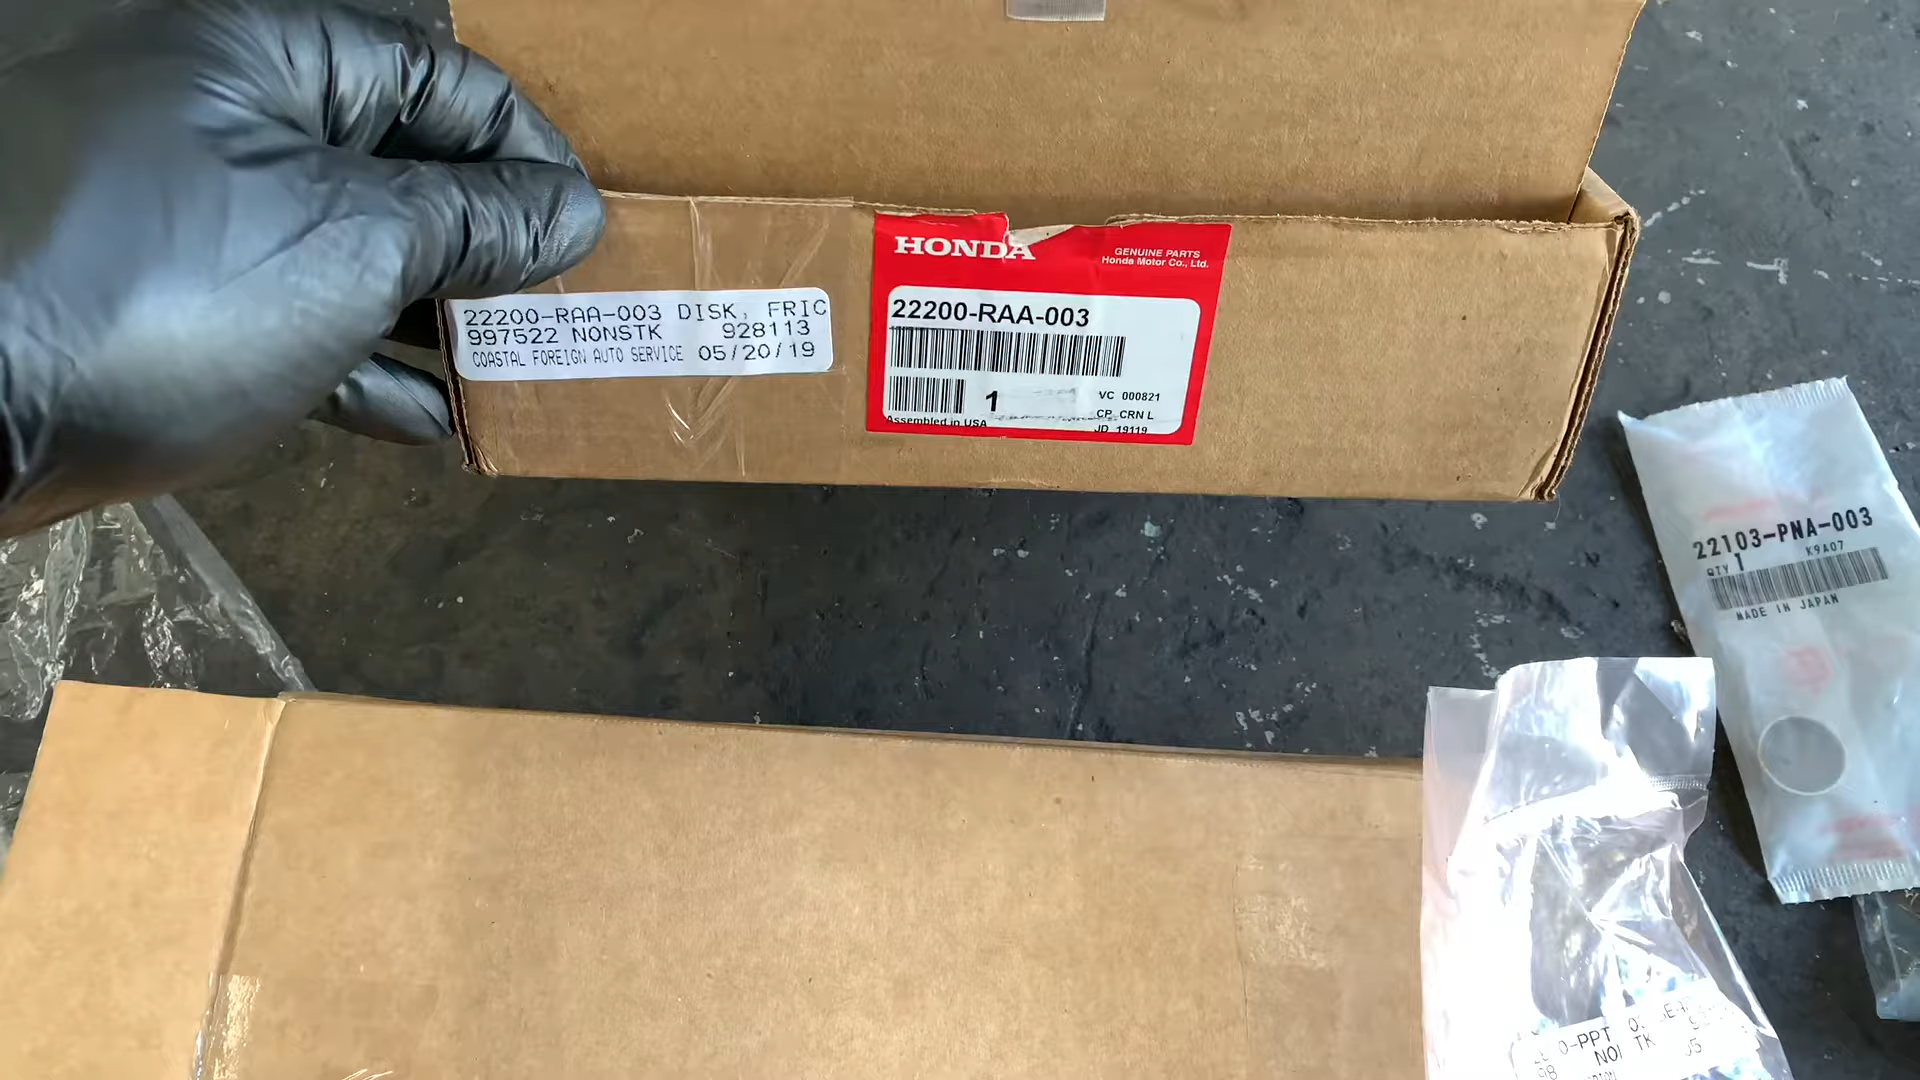 22200-RAA-003 DISK, FRIC
997522 NONSTK 928113
COASTAL FOREIGN AUTO SERVICE 05/20/19
HONDA
GENUINE PARTS
Honda Motor Co., Ltd.
22200-RAA-003
1
VC 000821
CP CRN L
Assembled in USA
JD 19119
22103-PNA-003
K9A07
QTY 1
MADE IN JAPAN
0-PPT